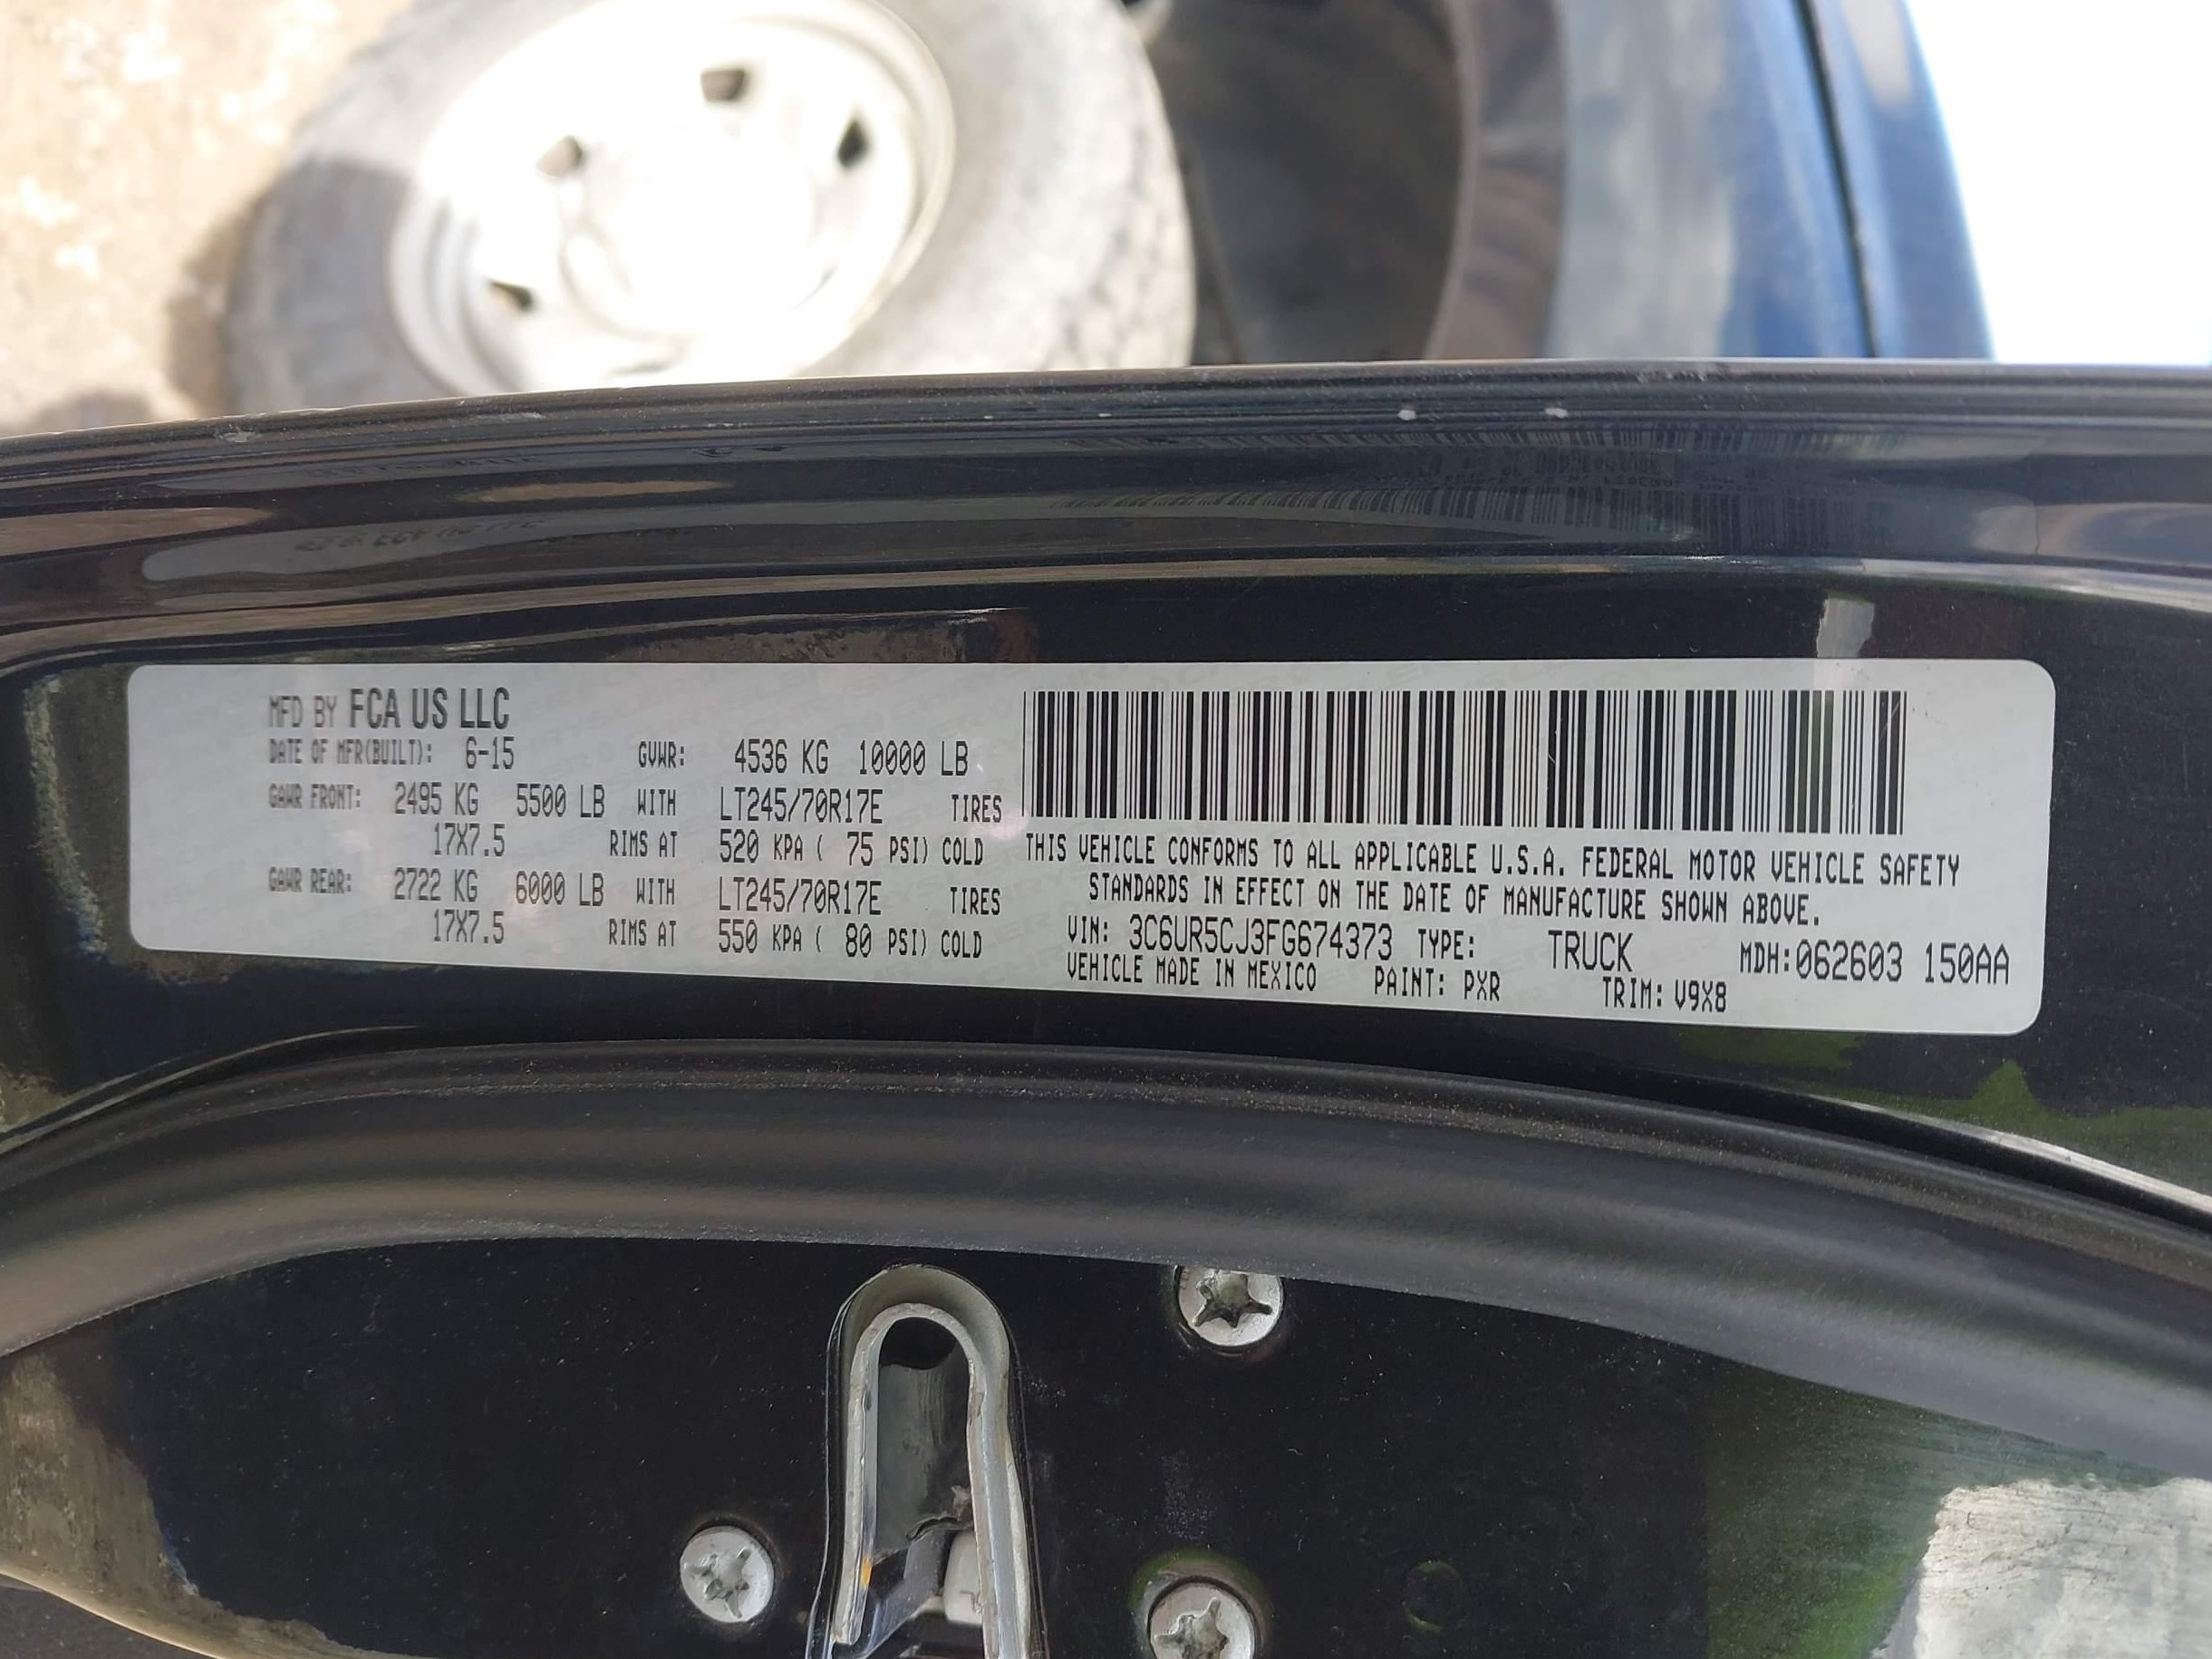 MFD BY FCA US LLC
DATE OF MFR(BUILT): 6-15 GVWR: 4536 KG 10000 LB
GAWR FRONT: 2495 KG 5500 LB WITH LT245/70R17E TIRES
17X7.5 RIMS AT 520 KPA ( 75 PSI) COLD
GAWR REAR: 2722 KG 6000 LB WITH LT245/70R17E TIRES
17X7.5 RIMS AT 550 KPA ( 80 PSI) COLD
THIS VEHICLE CONFORMS TO ALL APPLICABLE U.S.A. FEDERAL MOTOR VEHICLE SAFETY
STANDARDS IN EFFECT ON THE DATE OF MANUFACTURE SHOWN ABOVE.
VIN: 3C6UR5CJ3FG674373 TYPE: TRUCK MDH:062603 150AA
VEHICLE MADE IN MEXICO PAINT: PXR TRIM: V9X8